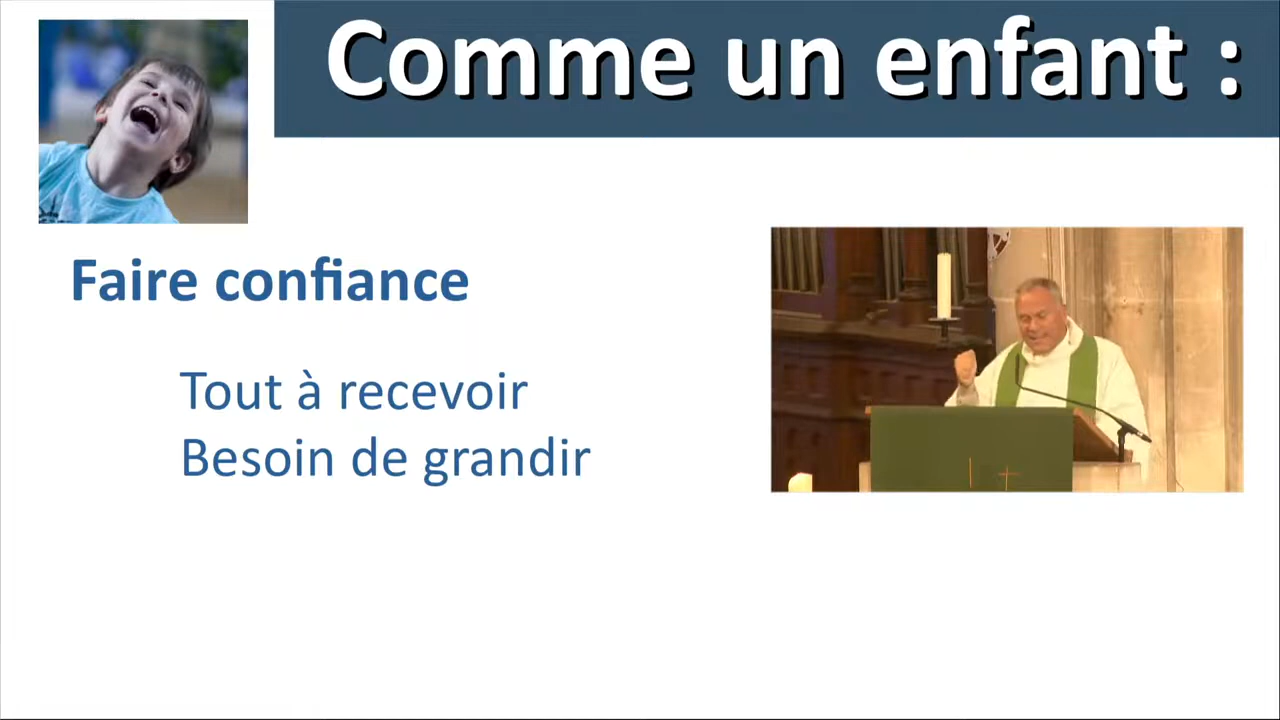 Comme un enfant :
Faire confiance
Tout à recevoir
Besoin de grandir